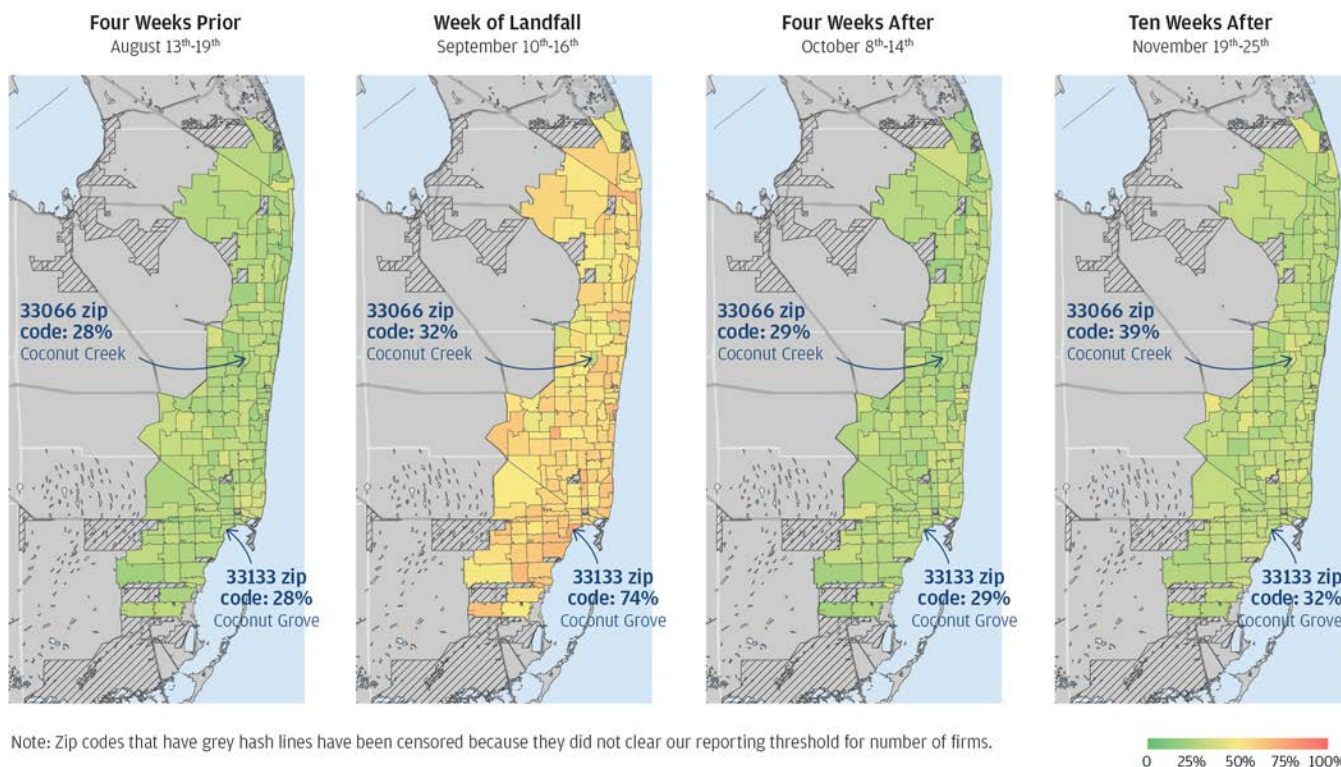 Four Weeks Prior
August 13th-19th
33066 zip
code: 28%
Coconut Creek
33133 zip
code: 28%
Coconut Grove
Week of Landfall
September 10th-16th
33066 zip
code: 32%
Coconut Creek
33133 zip
code: 74%
Coconut Grove
Four Weeks After
October 8th-14th
33066 zip
code: 29%
Coconut Creek
33133 zip
code: 29%
Coconut Grove
Ten Weeks After
November 19th-25th
33066 zip
code: 39%
Coconut Creek
33133 zip
code: 32%
Coconut Grove
Note: Zip codes that have grey hash lines have been censored because they did not clear our reporting threshold for number of firms.
0 25% 50% 75% 100%